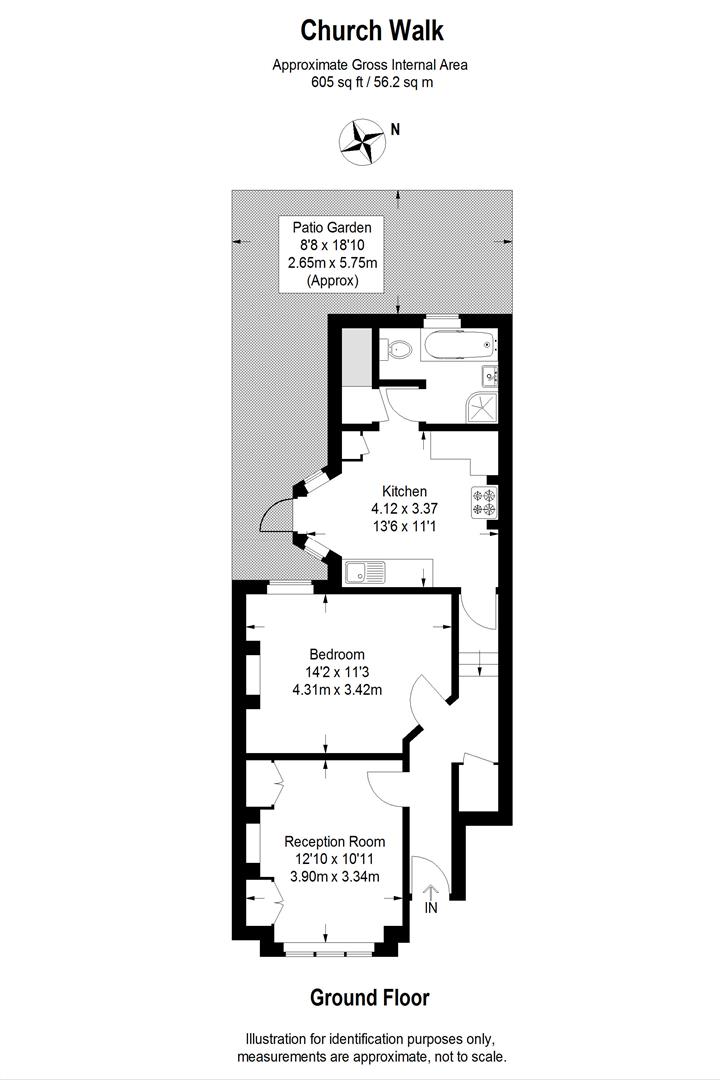 Church Walk
Approximate Gross Internal Area
605 sq ft / 56.2 sq m
N
Patio Garden
8'8 x 18'10
2.65m x 5.75m
(Approx)
Kitchen
4.12 x 3.37
13'6 x 11'1
Bedroom
14'2 x 11'3
4.31m x 3.42m
Reception Room
12'10 x 10'11
3.90m x 3.34m
IN
Ground Floor
Illustration for identification purposes only,
measurements are approximate, not to scale.